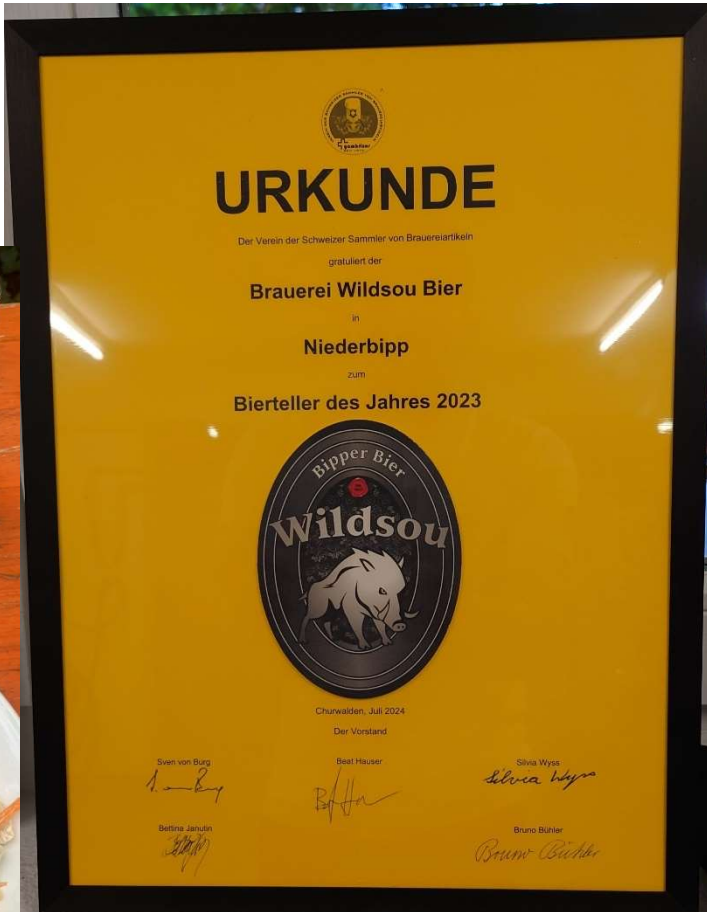 gambrinus
URKUNDE
Der Verein der Schweizer Sammler von Brauereiartikeln
gratuliert der
Brauerei Wildsou Bier
in
Niederbipp
zum
Bierteller des Jahres 2023
Bipper Bier
Wildsou
Churwalden, Juli 2024
Der Vorstand
Sven von Burg Beat Hauser Silvia Wyss
Silvia Wyss
Bettina Janutin Bruno Bühler
Bruno Bühler